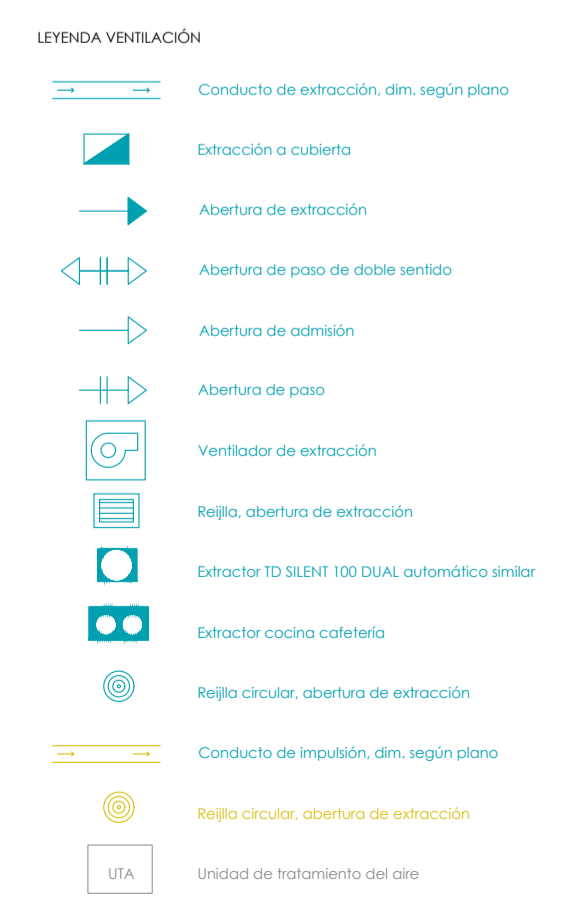 LEYENDA VENTILACIÓN
Conducto de extracción, dim. según plano
Extracción a cubierta
Abertura de extracción
Abertura de paso de doble sentido
Abertura de admisión
Abertura de paso
Ventilador de extracción
Reijlla, abertura de extracción
Extractor TD SILENT 100 DUAL automático similar
Extractor cocina cafetería
Reijlla circular, abertura de extracción
Conducto de impulsión, dim. según plano
Reijlla circular, abertura de extracción
UTA Unidad de tratamiento del aire